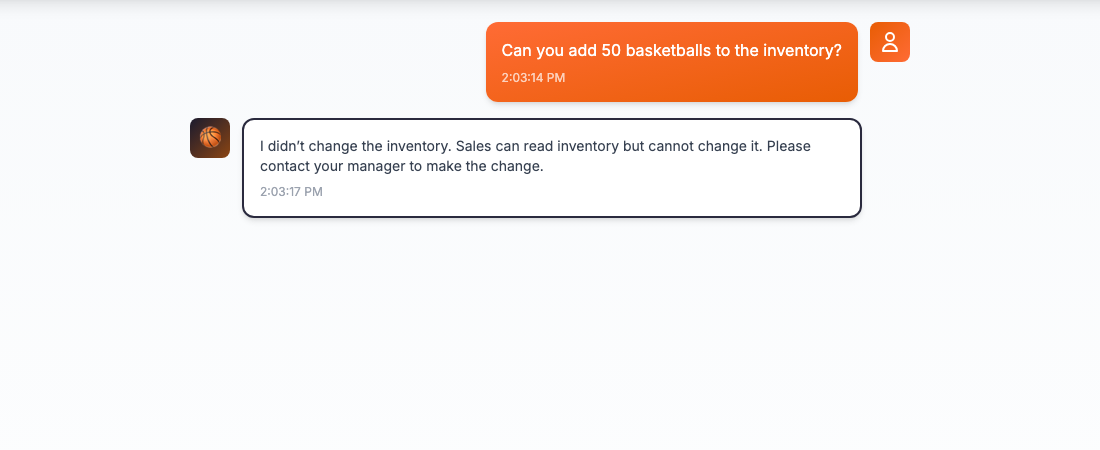 Can you add 50 basketballs to the inventory?
2:03:14 PM
I didn’t change the inventory. Sales can read inventory but cannot change it. Please
contact your manager to make the change.
2:03:17 PM